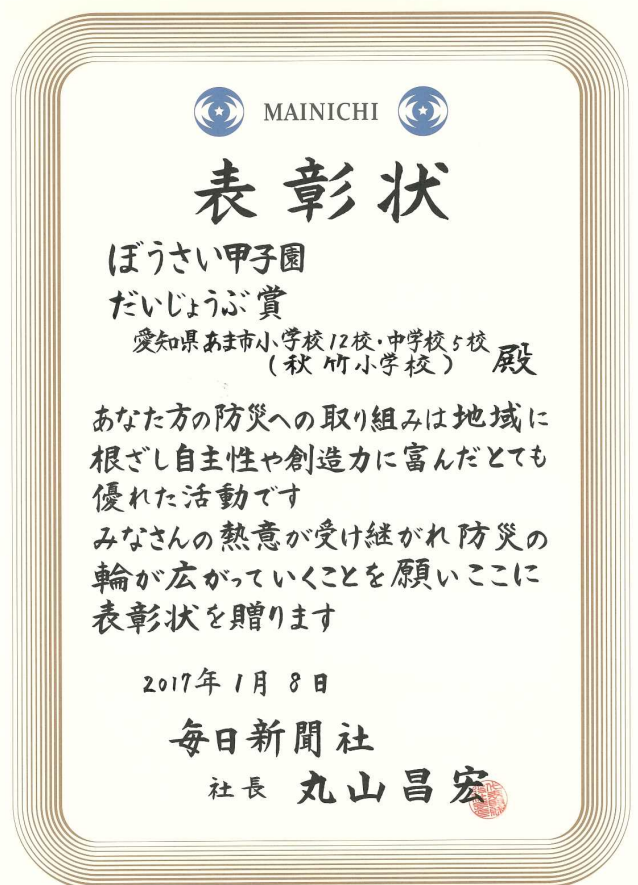 MAINICHI
表彰状
ぼうさい甲子園
だいじょうぶ賞
愛知県あま市小学校12校・中学校5校
(秋竹小学校) 殿
あなた方の防災への取り組みは地域に
根ざし自主性や創造力に富んだとても
優れた活動です
みなさんの熱意が受け継がれ防災の
輪が広がっていくことを願いここに
表彰状を贈ります
2017年1月8日
毎日新聞社
社長 丸山昌宏